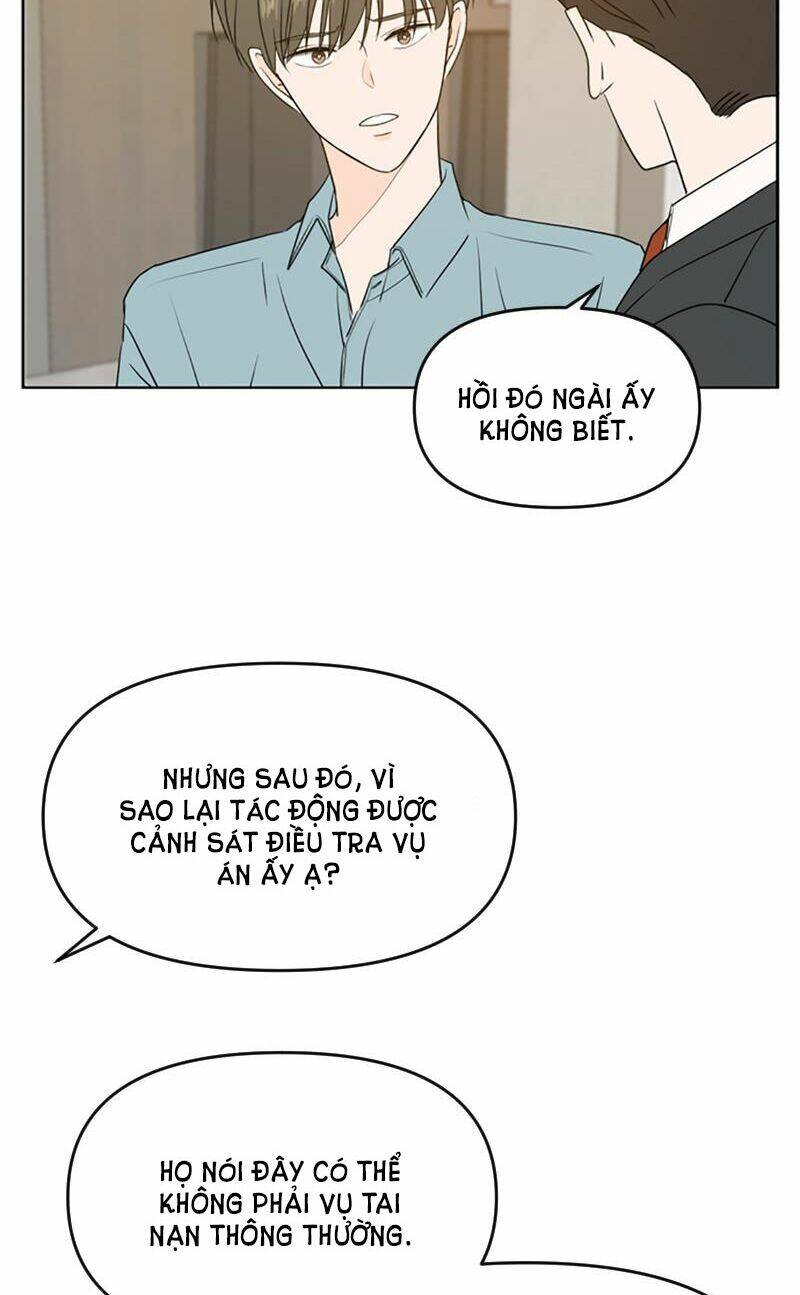 HỒI ĐÓ NGÀI ẤY
KHÔNG BIẾT.
NHƯNG SAU ĐÓ, VÌ
SAO LẠI TÁC ĐỘNG ĐƯỢC
CẢNH SÁT ĐIỀU TRA VỤ
ÁN ẤY Ạ?
HỌ NÓI ĐÂY CÓ THỂ
KHÔNG PHẢI VỤ TAI
NẠN THÔNG THƯỜNG.